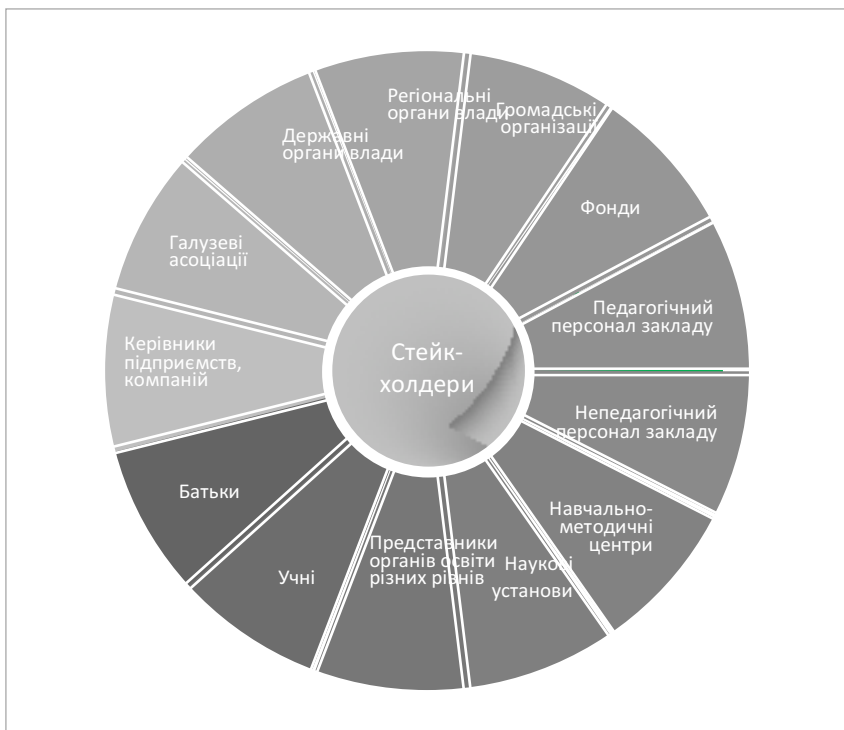 Регіональні
органи влади
Громадські
організації
Державні
органи влади
Фонди
Галузеві
асоціації
Педагогічний
персонал закладу
Керівники
підприємств,
компаній
Стейк-
холдери
Непедагогічний
персонал закладу
Батьки
Навчально-
методичні
центри
Представники
органів освіти
різних рівнів
Наукові
установи
Учні